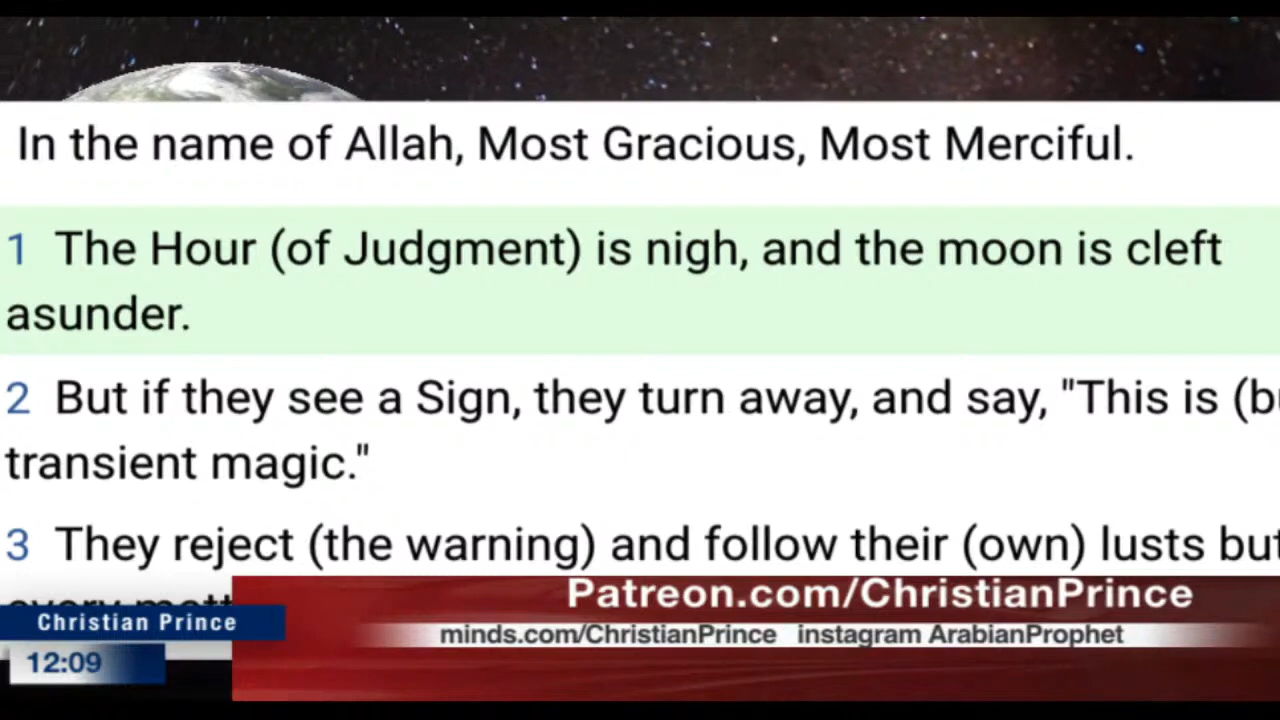 In the name of Allah, Most Gracious, Most Merciful.
1 The Hour (of Judgment) is nigh, and the moon is cleft
asunder.
2 But if they see a Sign, they turn away, and say, "This is
transient magic."
3 They reject (the warning) and follow their (own) lusts but
Patreon.com/ChristianPrince
Christian Prince
minds.com/ChristianPrince instagram ArabianProphet
12:09